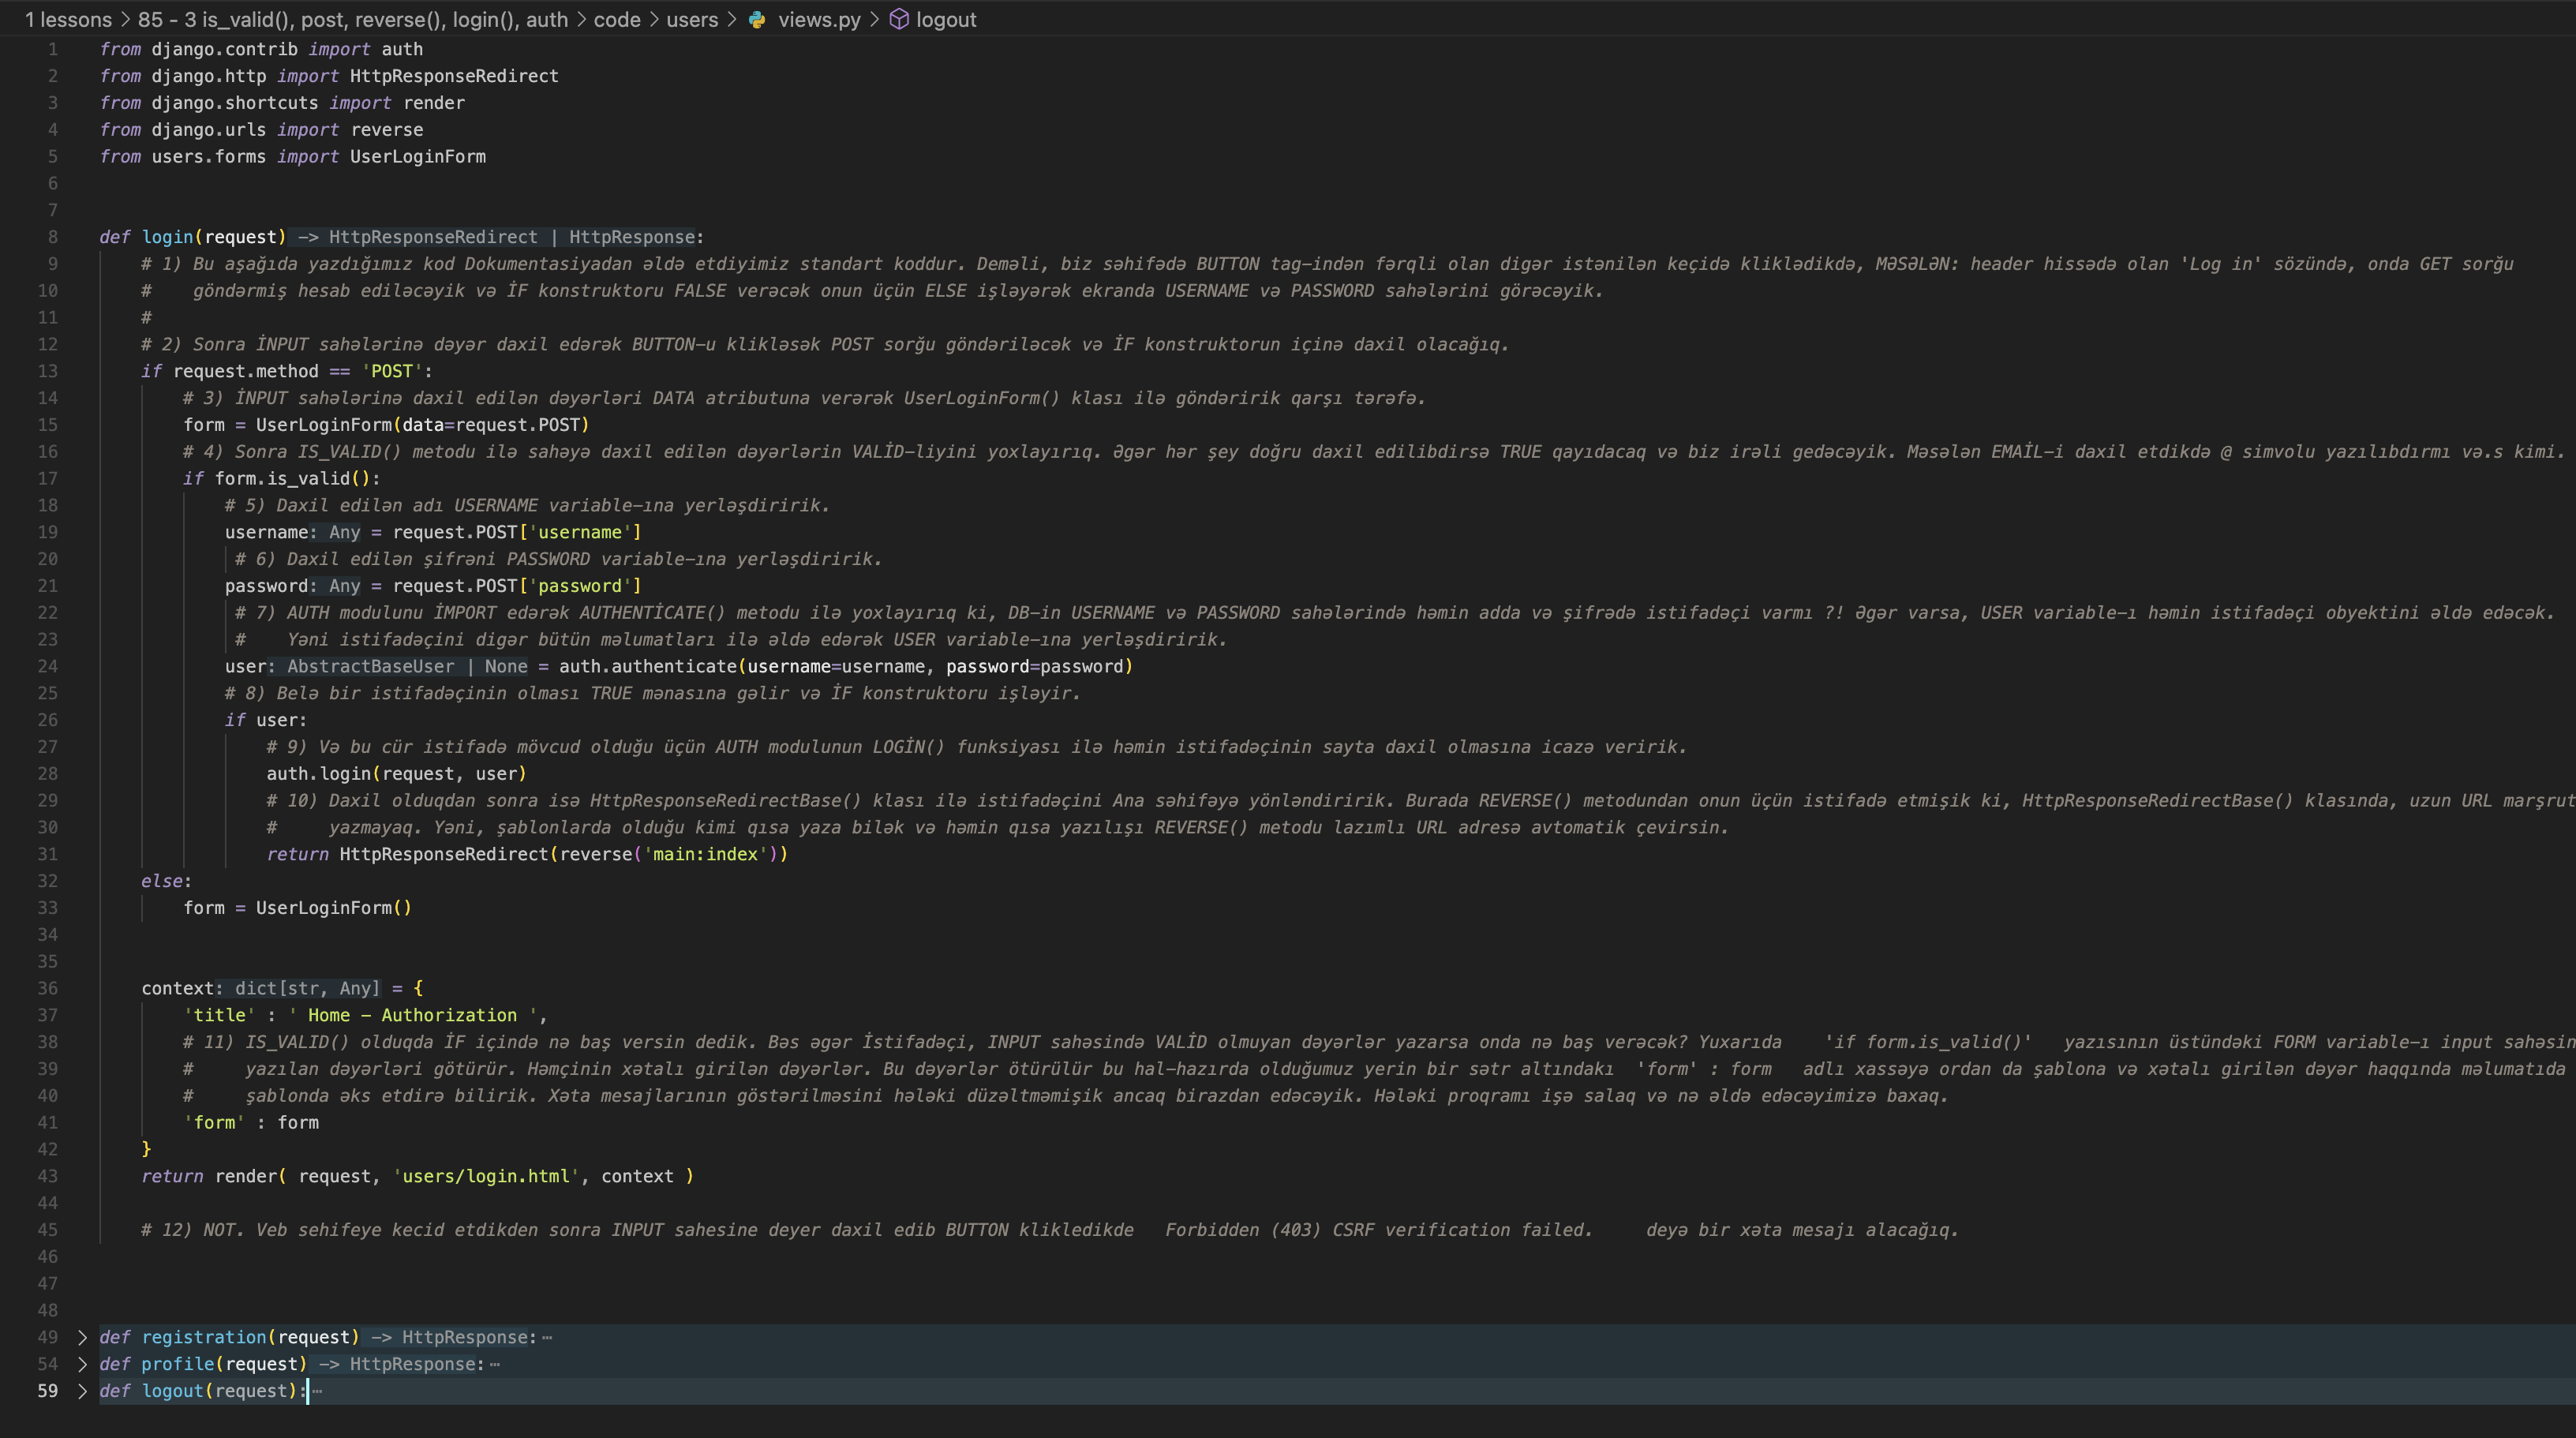 1 lessons > 85 - 3 is_valid(), post, reverse(), login(), auth > code > users > views.py > logout
1 from django.contrib import auth
2 from django.http import HttpResponseRedirect
3 from django.shortcuts import render
4 from django.urls import reverse
5 from users.forms import UserLoginForm
6
7
8 def login(request) -> HttpResponseRedirect | HttpResponse:
9 # 1) Bu aşağıda yazdığımız kod Dokumentasiyadan əldə etdiyimiz standart koddur. Deməli, biz səhifədə BUTTON tag-indən fərqli olan digər istənilən keçidə kliklədikdə, MƏSƏLƏN: header hissədə olan 'Log in' sözündə, onda GET sorğu
10 #    göndərmiş hesab ediləcəyik və İF konstruktoru FALSE verəcək onun üçün ELSE işləyərək ekranda USERNAME və PASSWORD sahələrini görəcəyik.
11 #
12 # 2) Sonra İNPUT sahələrinə dəyər daxil edərək BUTTON-u klikləsək POST sorğu göndəriləcək və İF konstruktorun içinə daxil olacağıq.
13 if request.method == 'POST':
14 # 3) İNPUT sahələrinə daxil edilən dəyərləri DATA atributuna verərək UserLoginForm() klası ilə göndəririk qarşı tərəfə.
15 form = UserLoginForm(data=request.POST)
16 # 4) Sonra IS_VALID() metodu ilə sahəyə daxil edilən dəyərlərin VALİD-liyini yoxlayırıq. Əgər hər şey doğru daxil edilibdirsə TRUE qayıdacaq və biz irəli gedəcəyik. Məsələn EMAİL-i daxil etdikdə @ simvolu yazılıbdırmı və.s kimi.
17 if form.is_valid():
18 # 5) Daxil edilən adı USERNAME variable-ına yerləşdiririk.
19 username: Any = request.POST['username']
20 # 6) Daxil edilən şifrəni PASSWORD variable-ına yerləşdiririk.
21 password: Any = request.POST['password']
22 # 7) AUTH modulunu İMPORT edərək AUTHENTİCATE() metodu ilə yoxlayırıq ki, DB-in USERNAME və PASSWORD sahələrində həmin adda və şifrədə istifadəçi varmı ?! Əgər varsa, USER variable-ı həmin istifadəçi obyektini əldə edəcək.
23 #    Yəni istifadəçini digər bütün məlumatları ilə əldə edərək USER variable-ına yerləşdiririk.
24 user: AbstractBaseUser | None = auth.authenticate(username=username, password=password)
25 # 8) Belə bir istifadəçinin olması TRUE mənasına gəlir və İF konstruktoru işləyir.
26 if user:
27 # 9) Və bu cür istifadə mövcud olduğu üçün AUTH modulunun LOGİN() funksiyası ilə həmin istifadəçinin sayta daxil olmasına icazə veririk.
28 auth.login(request, user)
29 # 10) Daxil olduqdan sonra isə HttpResponseRedirectBase() klası ilə istifadəçini Ana səhifəyə yönləndiririk. Burada REVERSE() metodundan onun üçün istifadə etmişik ki, HttpResponseRedirectBase() klasında, uzun URL marşrut
30 #     yazmayaq. Yəni, şablonlarda olduğu kimi qısa yaza bilək və həmin qısa yazılışı REVERSE() metodu lazımlı URL adresə avtomatik çevirsin.
31 return HttpResponseRedirect(reverse('main:index'))
32 else:
33 form = UserLoginForm()
34
35
36 context: dict[str, Any] = {
37 'title' : ' Home - Authorization ',
38 # 11) IS_VALID() olduqda İF içində nə baş versin dedik. Bəs əgər İstifadəçi, INPUT sahəsində VALİD olmuyan dəyərlər yazarsa onda nə baş verəcək? Yuxarıda    'if form.is_valid()'   yazısının üstündəki FORM variable-ı input sahəsin
39 #     yazılan dəyərləri götürür. Həmçinin xətalı girilən dəyərlər. Bu dəyərlər ötürülür bu hal-hazırda olduğumuz yerin bir sətr altındakı  'form' : form   adlı xassəyə ordan da şablona və xətalı girilən dəyər haqqında məlumatıda
40 #     şablonda əks etdirə bilirik. Xəta mesajlarının göstərilməsini hələki düzəltməmişik ancaq birazdan edəcəyik. Hələki proqramı işə salaq və nə əldə edəcəyimizə baxaq.
41 'form' : form
42 }
43 return render( request, 'users/login.html', context )
44
45 # 12) NOT. Veb sehifeye kecid etdikden sonra INPUT sahesine deyer daxil edib BUTTON klikledikde   Forbidden (403) CSRF verification failed.     deyə bir xəta mesajı alacağıq.
46
47
48
49 > def registration(request) -> HttpResponse: ⋯
54 > def profile(request) -> HttpResponse: ⋯
59 > def logout(request): ⋯